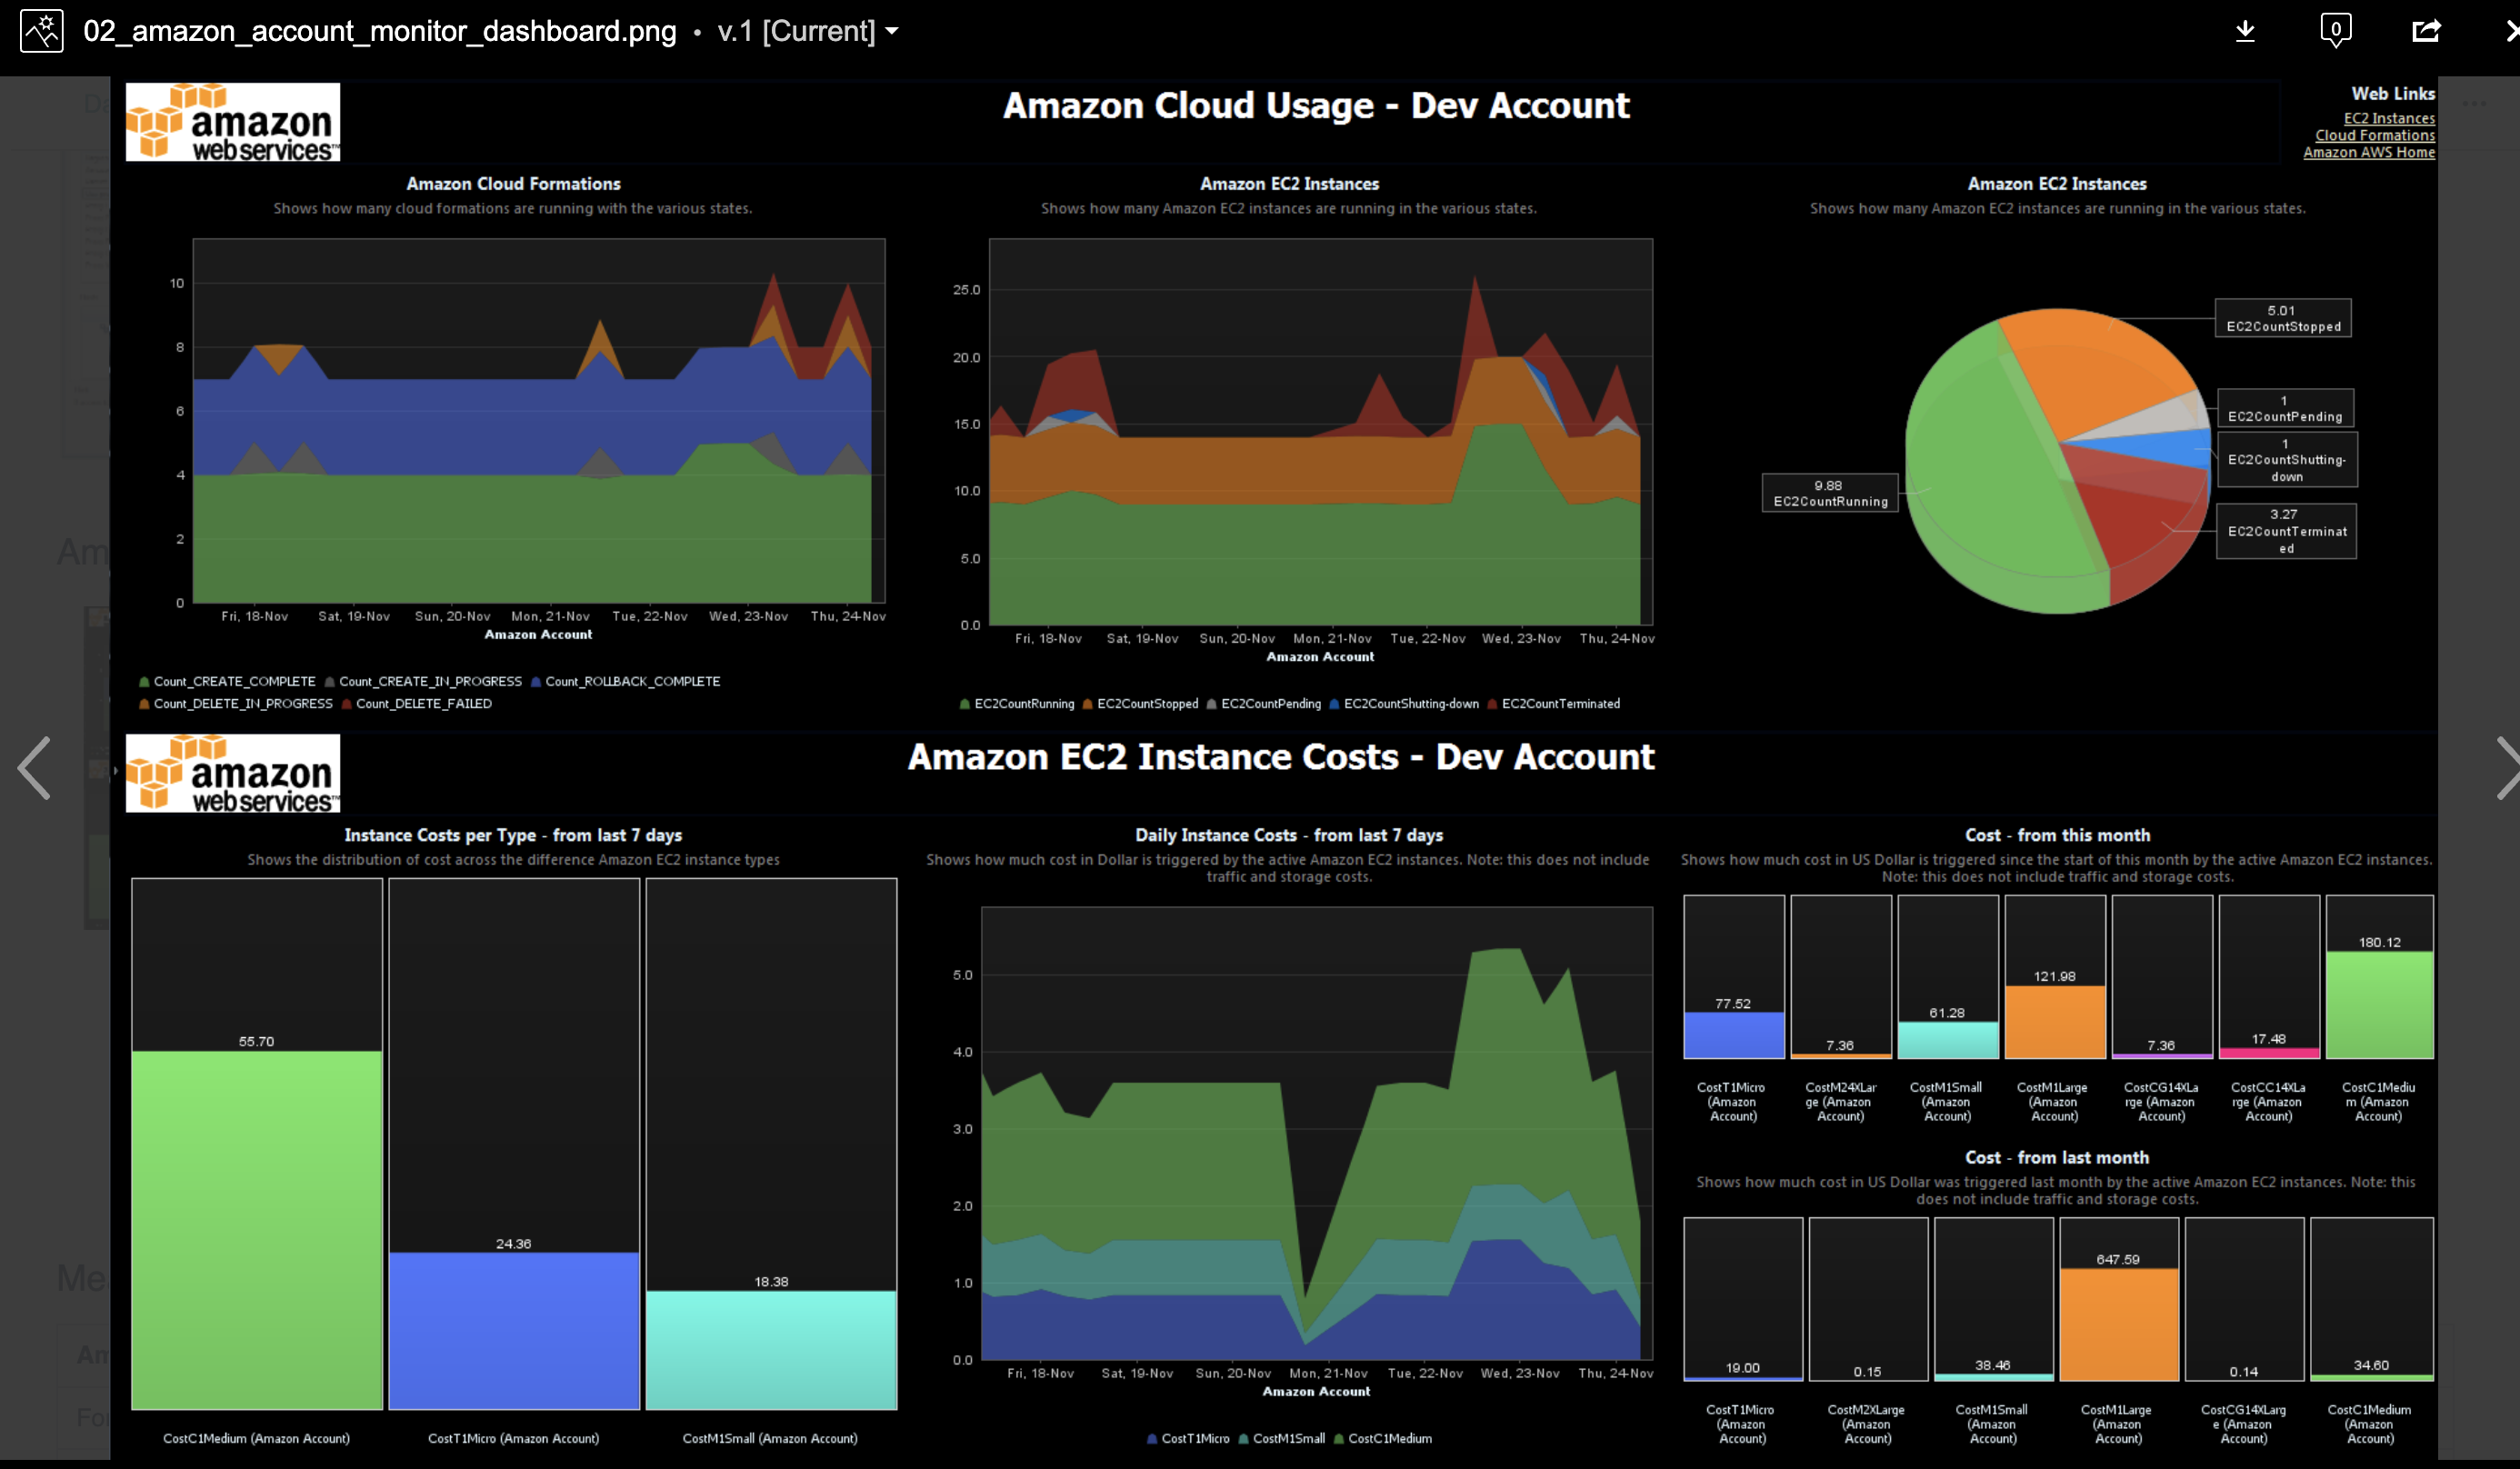 02_amazon_account_monitor_dashboard.png • v.1 [Current]
0
amazon
webservices™
Amazon Cloud Usage - Dev Account
Web Links
EC2 Instances
Cloud Formations
Amazon AWS Home
Amazon Cloud Formations
Shows how many cloud formations are running with the various states.
10
8
6
4
2
0
Fri, 18-Nov
Sat, 19-Nov
Sun, 20-Nov
Mon, 21-Nov
Tue, 22-Nov
Wed, 23-Nov
Thu, 24-Nov
Amazon Account
Count_CREATE_COMPLETE Count_CREATE_IN_PROGRESS Count_ROLLBACK_COMPLETE
Count_DELETE_IN_PROGRESS Count_DELETE_FAILED
Amazon EC2 Instances
Shows how many Amazon EC2 instances are running in the various states.
25.0
20.0
15.0
10.0
5.0
0.0
Fri, 18-Nov
Sat, 19-Nov
Sun, 20-Nov
Mon, 21-Nov
Tue, 22-Nov
Wed, 23-Nov
Thu, 24-Nov
Amazon Account
EC2CountRunning EC2CountStopped EC2CountPending EC2CountShutting-down EC2CountTerminated
Amazon EC2 Instances
Shows how many Amazon EC2 instances are running in the various states.
5.01
EC2CountStopped
1
EC2CountPending
1
EC2CountShutting-
down
9.88
EC2CountRunning
3.27
EC2CountTerminat
ed
amazon
webservices™
Amazon EC2 Instance Costs - Dev Account
Instance Costs per Type - from last 7 days
Shows the distribution of cost across the difference Amazon EC2 instance types
55.70
24.36
18.38
CostC1Medium (Amazon Account)
CostT1Micro (Amazon Account)
CostM1Small (Amazon Account)
Daily Instance Costs - from last 7 days
Shows how much cost in Dollar is triggered by the active Amazon EC2 instances. Note: this does not include
traffic and storage costs.
5.0
4.0
3.0
2.0
1.0
0.0
Fri, 18-Nov
Sat, 19-Nov
Sun, 20-Nov
Mon, 21-Nov
Tue, 22-Nov
Wed, 23-Nov
Thu, 24-Nov
Amazon Account
CostT1Micro CostM1Small CostC1Medium
Cost - from this month
Shows how much cost in US Dollar is triggered since the start of this month by the active Amazon EC2 instances.
Note: this does not include traffic and storage costs.
77.52
7.36
61.28
121.98
7.36
17.48
180.12
CostT1Micro
(Amazon
Account)
CostM24XLar
ge (Amazon
Account)
CostM1Small
(Amazon
Account)
CostM1Large
(Amazon
Account)
CostCG14XLa
rge (Amazon
Account)
CostCC14XLa
rge (Amazon
Account)
CostC1Mediu
m (Amazon
Account)
Cost - from last month
Shows how much cost in US Dollar was triggered last month by the active Amazon EC2 instances. Note: this
does not include traffic and storage costs.
19.00
0.15
38.46
647.59
0.14
34.60
CostT1Micro
(Amazon
Account)
CostM2XLarge
(Amazon
Account)
CostM1Small
(Amazon
Account)
CostM1Large
(Amazon
Account)
CostCG14XLarg
e (Amazon
Account)
CostC1Medium
(Amazon
Account)